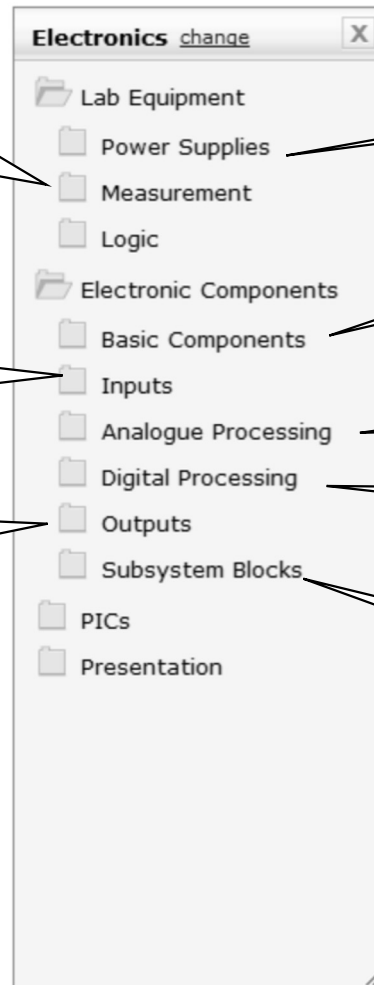 Electronics change X
Lab Equipment
Power Supplies
Measurement
Logic
Electronic Components
Basic Components
Inputs
Analogue Processing
Digital Processing
Outputs
Subsystem Blocks
PICs
Presentation